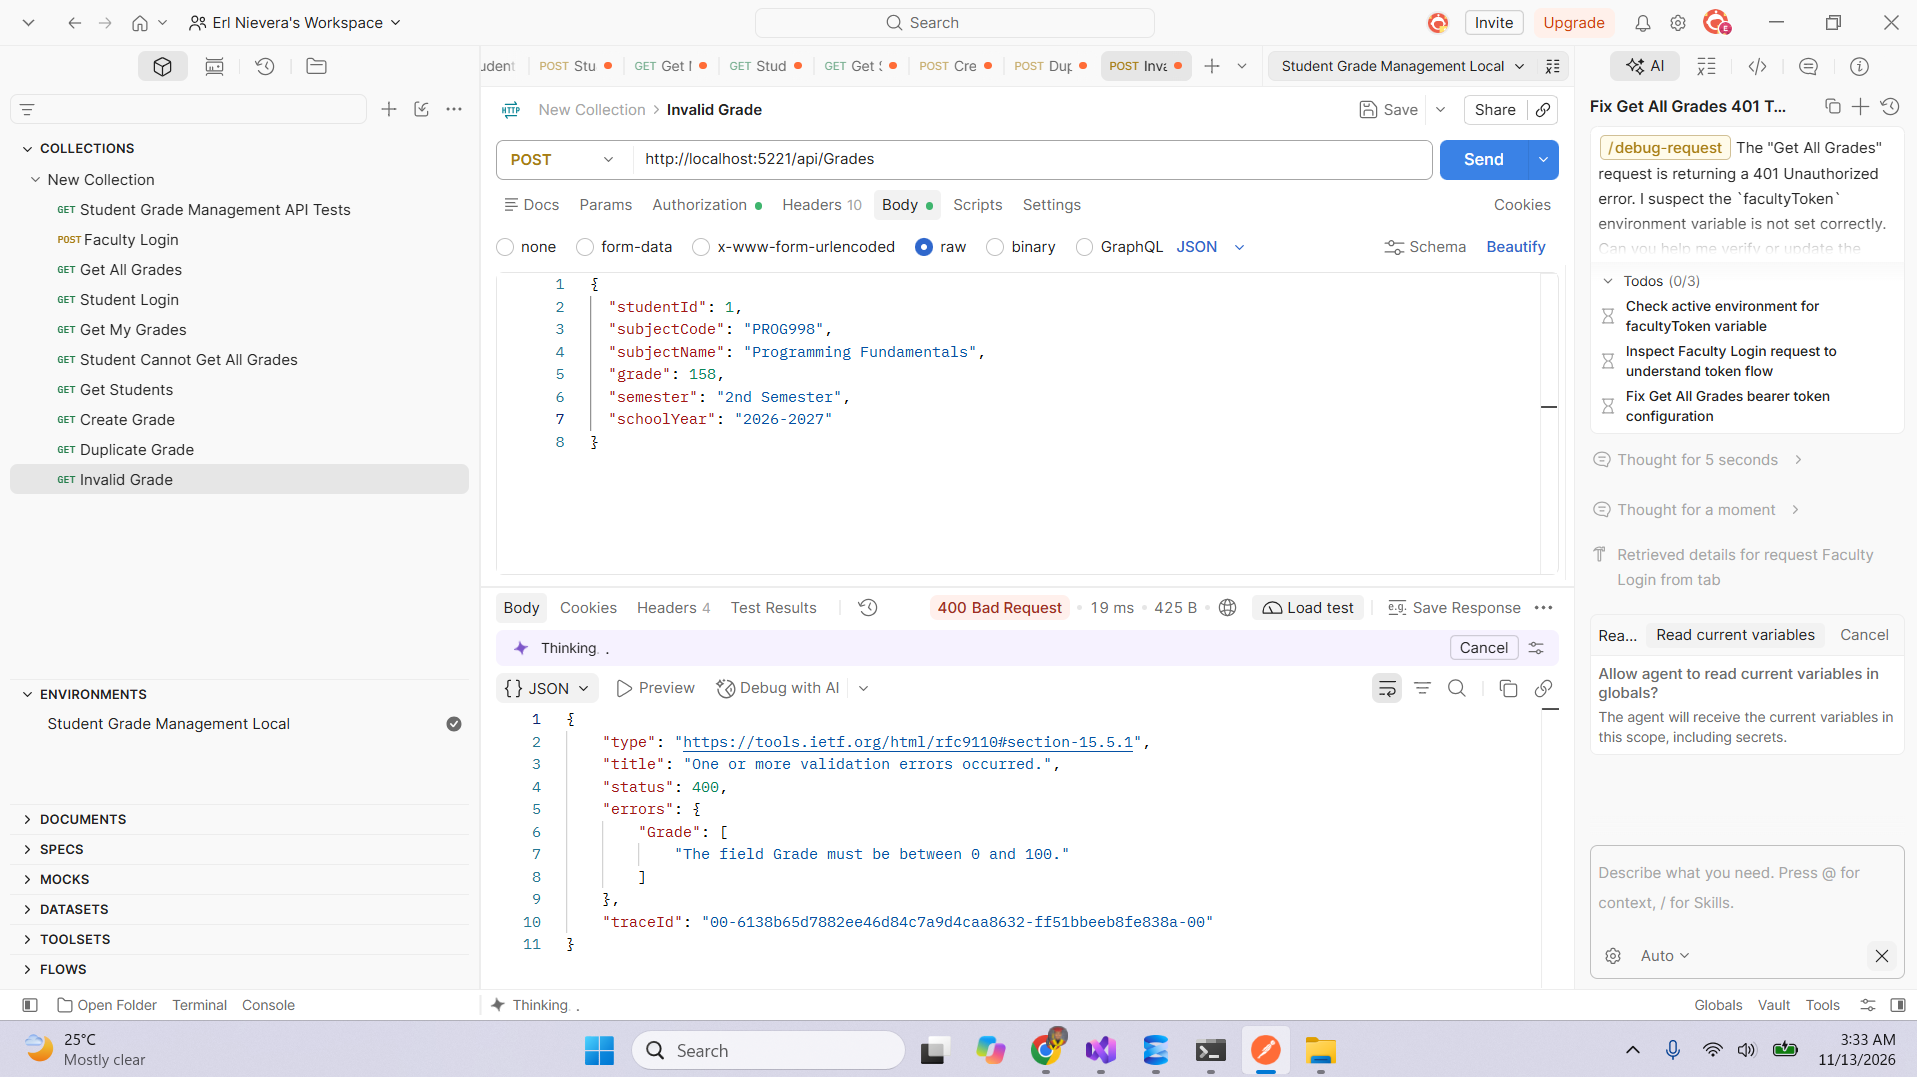 Erl Nievera's Workspace
Search
Invite
Upgrade
E
COLLECTIONS
New Collection
GET Student Grade Management API Tests
POST Faculty Login
GET Get All Grades
GET Student Login
GET Get My Grades
GET Student Cannot Get All Grades
GET Get Students
GET Create Grade
GET Duplicate Grade
GET Invalid Grade
ENVIRONMENTS
Student Grade Management Local
DOCUMENTS
SPECS
MOCKS
DATASETS
TOOLSETS
FLOWS
udent
POST Stu
GET Get
GET Stud
GET Get
POST Cre
POST Dup
POST Inva
Student Grade Management Local
HTTP New Collection > Invalid Grade
Save
Share
POST
http://localhost:5221/api/Grades
Send
Docs
Params
Authorization
Headers 10
Body
Scripts
Settings
Cookies
none
form-data
x-www-form-urlencoded
raw
binary
GraphQL
JSON
Schema
Beautify
1 {
2 "studentId": 1,
3 "subjectCode": "PROG998",
4 "subjectName": "Programming Fundamentals",
5 "grade": 158,
6 "semester": "2nd Semester",
7 "schoolYear": "2026-2027"
8 }
Body
Cookies
Headers 4
Test Results
400 Bad Request
19 ms
425 B
Load test
e.g. Save Response
Thinking. .
Cancel
{} JSON
Preview
Debug with AI
1 {
2 "type": "https://tools.ietf.org/html/rfc9110#section-15.5.1",
3 "title": "One or more validation errors occurred.",
4 "status": 400,
5 "errors": {
6 "Grade": [
7 "The field Grade must be between 0 and 100."
8 ]
9 },
10 "traceId": "00-6138b65d7882ee46d84c7a9d4caa8632-ff51bbeeb8fe838a-00"
11 }
AI
Fix Get All Grades 401 T...
/debug-request The "Get All Grades"
request is returning a 401 Unauthorized
error. I suspect the `facultyToken`
environment variable is not set correctly.
Can you help me verify or update the
Todos (0/3)
Check active environment for
facultyToken variable
Inspect Faculty Login request to
understand token flow
Fix Get All Grades bearer token
configuration
Thought for 5 seconds
Thought for a moment
Retrieved details for request Faculty
Login from tab
Rea...
Read current variables
Cancel
Allow agent to read current variables in
globals?
The agent will receive the current variables in
this scope, including secrets.
Describe what you need. Press @ for
context, / for Skills.
Auto
Open Folder
Terminal
Console
Thinking. .
Globals
Vault
Tools
25°C
Mostly clear
Search
3:33 AM
11/13/2026